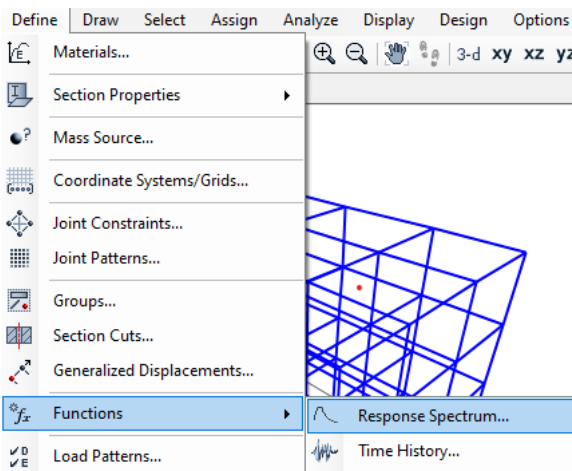 Define Draw Select Assign Analyze Display Design Options
Materials... 3-d xy xz yz
Section Properties
Mass Source...
Coordinate Systems/Grids...
Joint Constraints...
Joint Patterns...
Groups...
Section Cuts...
Generalized Displacements...
Functions Response Spectrum...
Load Patterns... Time History...